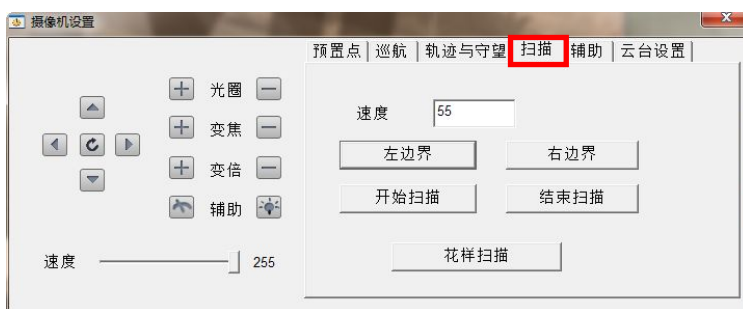 摄像机设置
预置点 巡航 轨迹与守望 扫描 辅助 云台设置
光圈
变焦
变倍
辅助
速度 255
速度 55
左边界 右边界
开始扫描 结束扫描
花样扫描